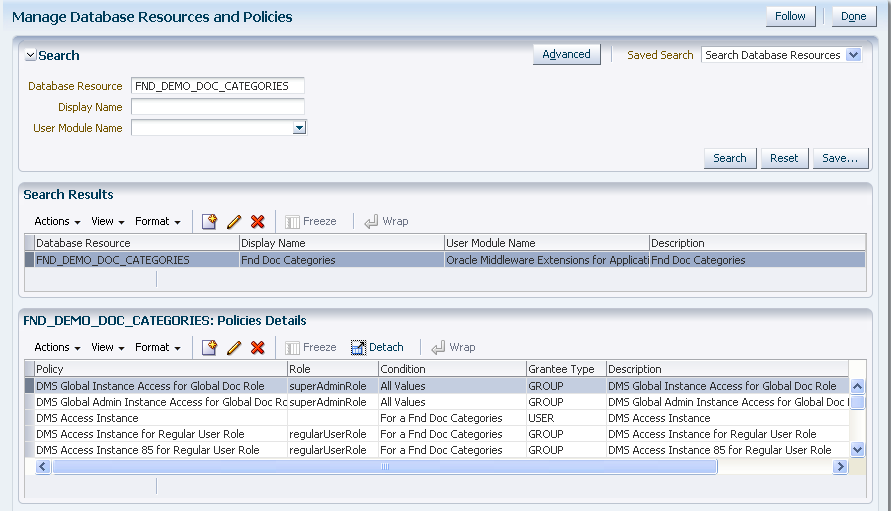 Manage Database Resources and Policies Follow Done
Search Advanced Saved Search Search Database Resources
Database Resource FND_DEMO_DOC_CATEGORIES
Display Name
User Module Name
Search Reset Save...
Search Results
Actions View Format Freeze Wrap
Database Resource Display Name User Module Name Description
FND_DEMO_DOC_CATEGORIES Fnd Doc Categories Oracle Middleware Extensions for Applicati Fnd Doc Categories
FND_DEMO_DOC_CATEGORIES: Policies Details
Actions View Format Freeze Detach Wrap
Policy Role Condition Grantee Type Description
DMS Global Instance Access for Global Doc Role superAdminRole All Values GROUP DMS Global Instance Access for Global Doc Role
DMS Global Admin Instance Access for Global Doc Rc superAdminRole All Values GROUP DMS Global Admin Instance Access for Global Doc
DMS Access Instance For a Fnd Doc Categories USER DMS Access Instance
DMS Access Instance for Regular User Role regularUserRole For a Fnd Doc Categories GROUP DMS Access Instance for Regular User Role
DMS Access Instance 85 for Regular User Role regularUserRole For a Fnd Doc Categories GROUP DMS Access Instance 85 for Regular User Role